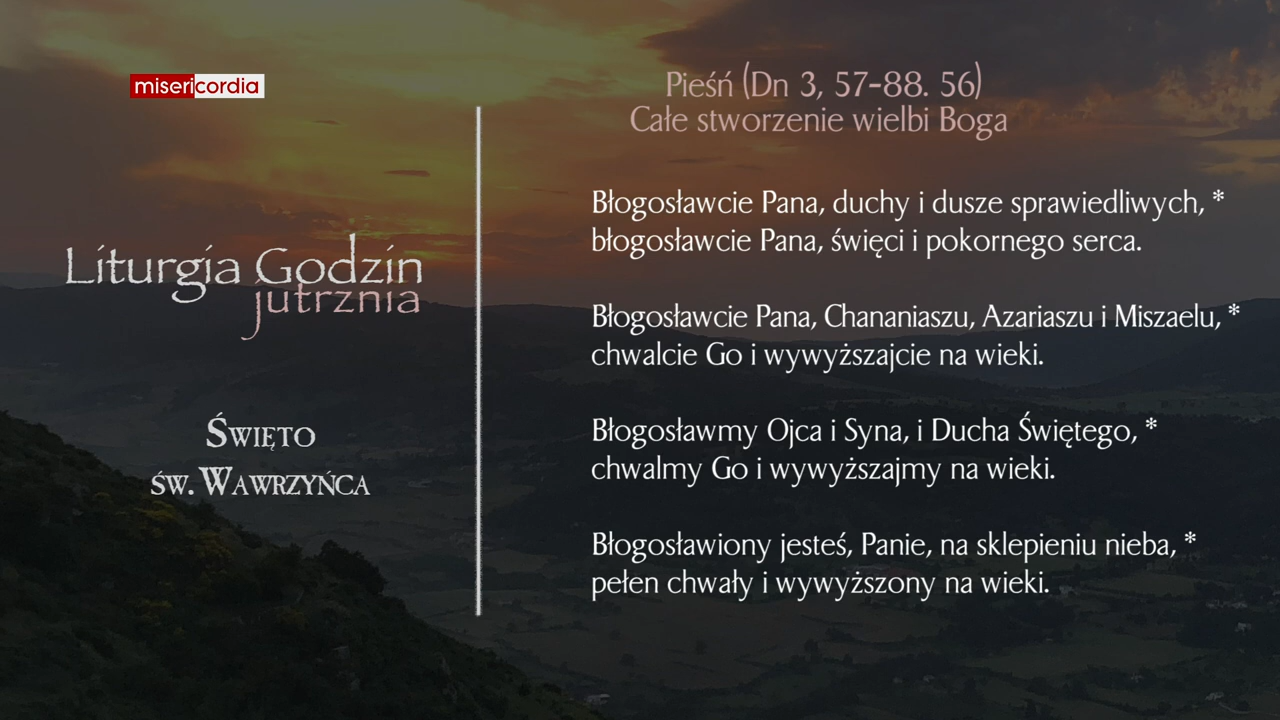 misericordia
Liturgia Godzin
jutrznia
Święto
św. Wawrzyńca
Pieśń (Dn 3, 57-88. 56)
Całe stworzenie wielbi Boga
Błogosławcie Pana, duchy i dusze sprawiedliwych, *
błogosławcie Pana, święci i pokornego serca.
Błogosławcie Pana, Chananiaszu, Azariaszu i Miszaelu, *
chwalcie Go i wywyższajcie na wieki.
Błogosławmy Ojca i Syna, i Ducha Świętego, *
chwalmy Go i wywyższajmy na wieki.
Błogosławiony jesteś, Panie, na sklepieniu nieba, *
pełen chwały i wywyższony na wieki.